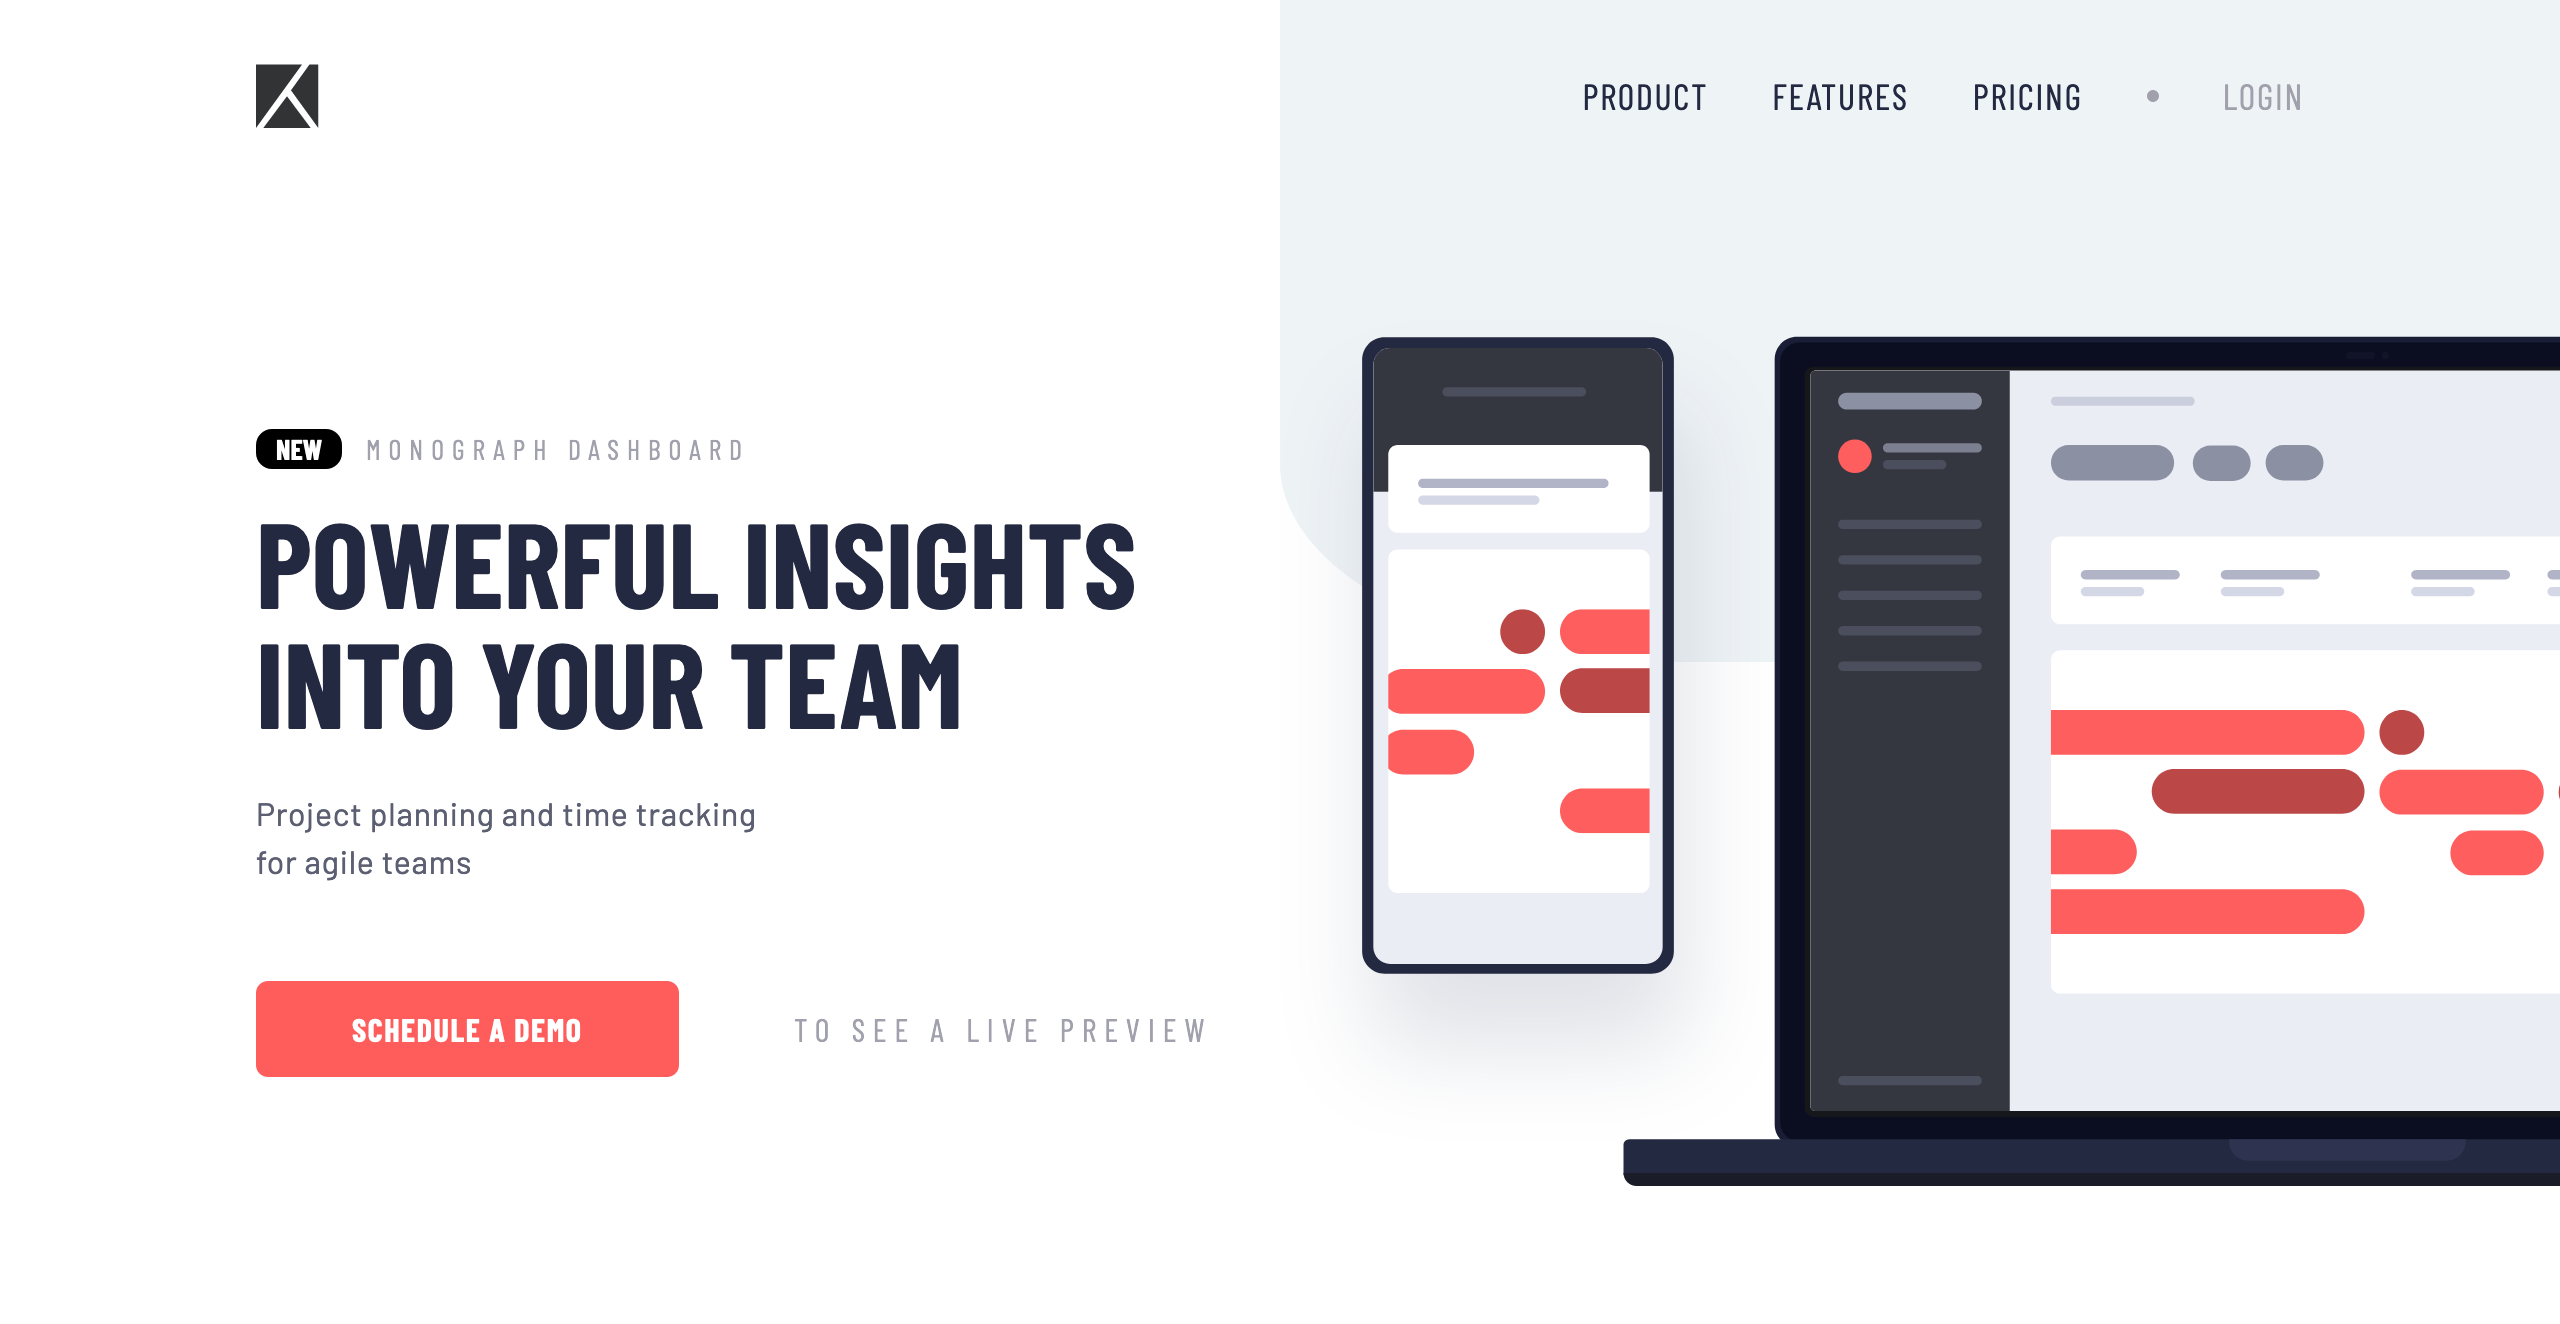 PRODUCT FEATURES PRICING • LOGIN
NEW MONOGRAPH DASHBOARD
POWERFUL INSIGHTS
INTO YOUR TEAM
Project planning and time tracking
for agile teams
SCHEDULE A DEMO TO SEE A LIVE PREVIEW